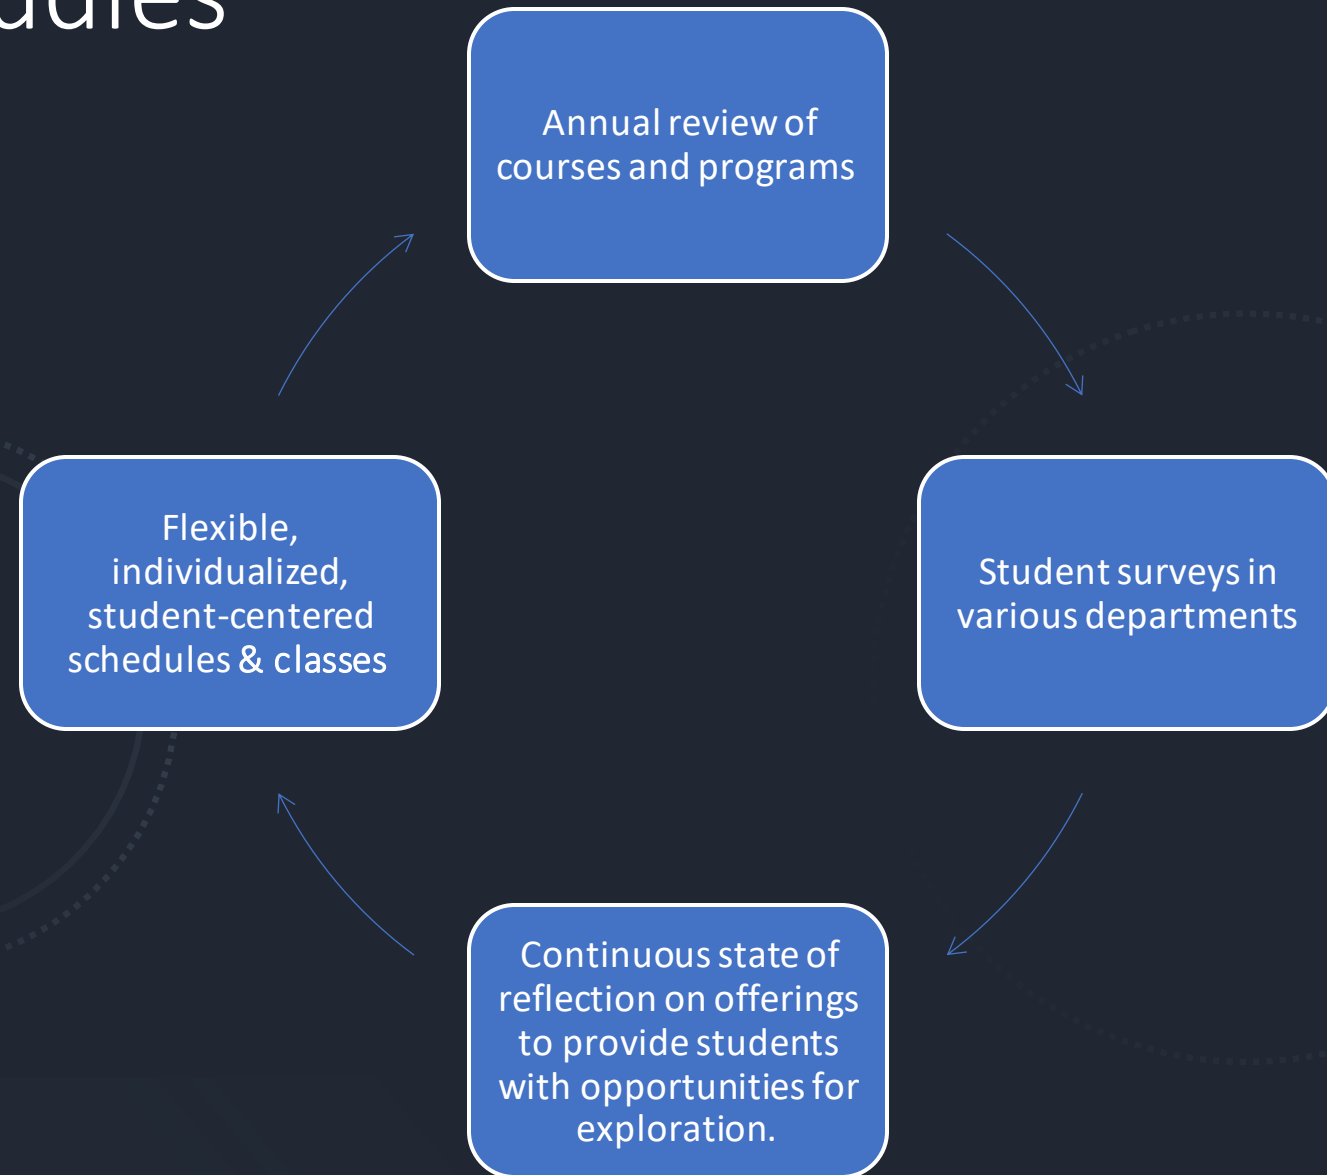 Annual review of
courses and programs
Student surveys in
various departments
Continuous state of
reflection on offerings
to provide students
with opportunities for
exploration.
Flexible,
individualized,
student-centered
schedules & classes